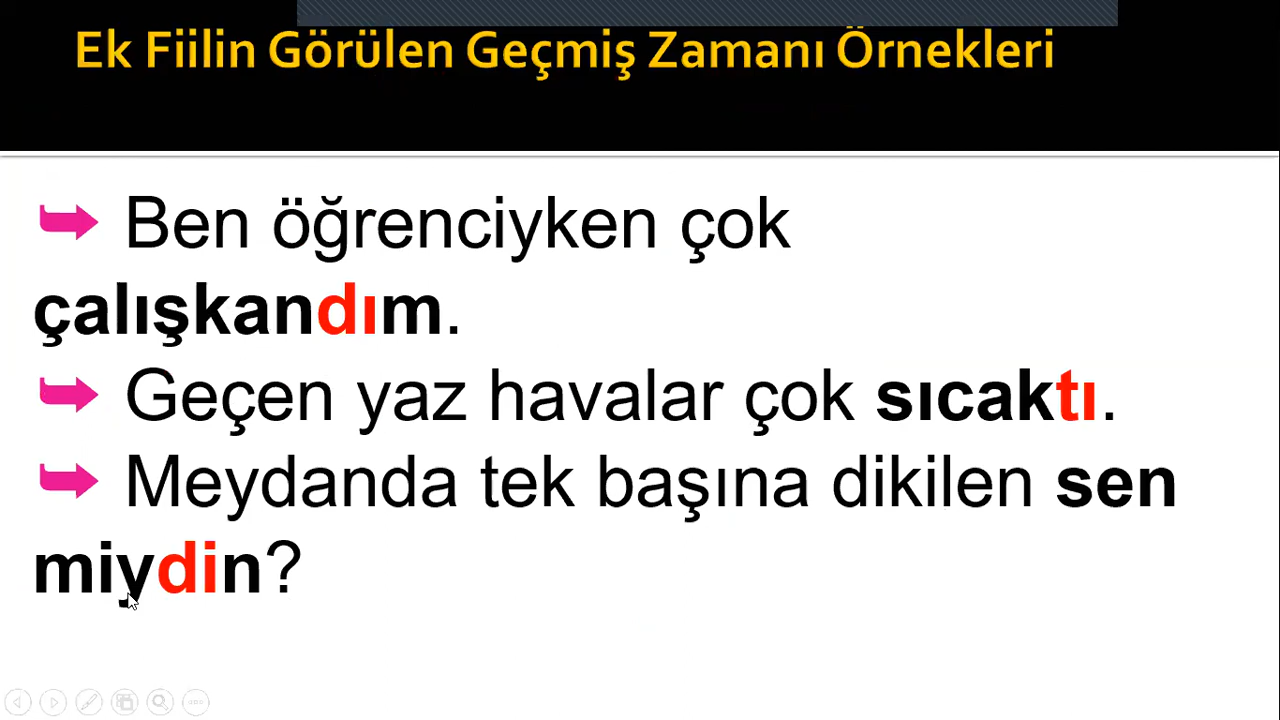 Ek Fiilin Görülen Geçmiş Zamanı Örnekleri
➥ Ben öğrenciyken çok
çalışkandım.
➥ Geçen yaz havalar çok sıcaktı.
➥ Meydanda tek başına dikilen sen
miydin?